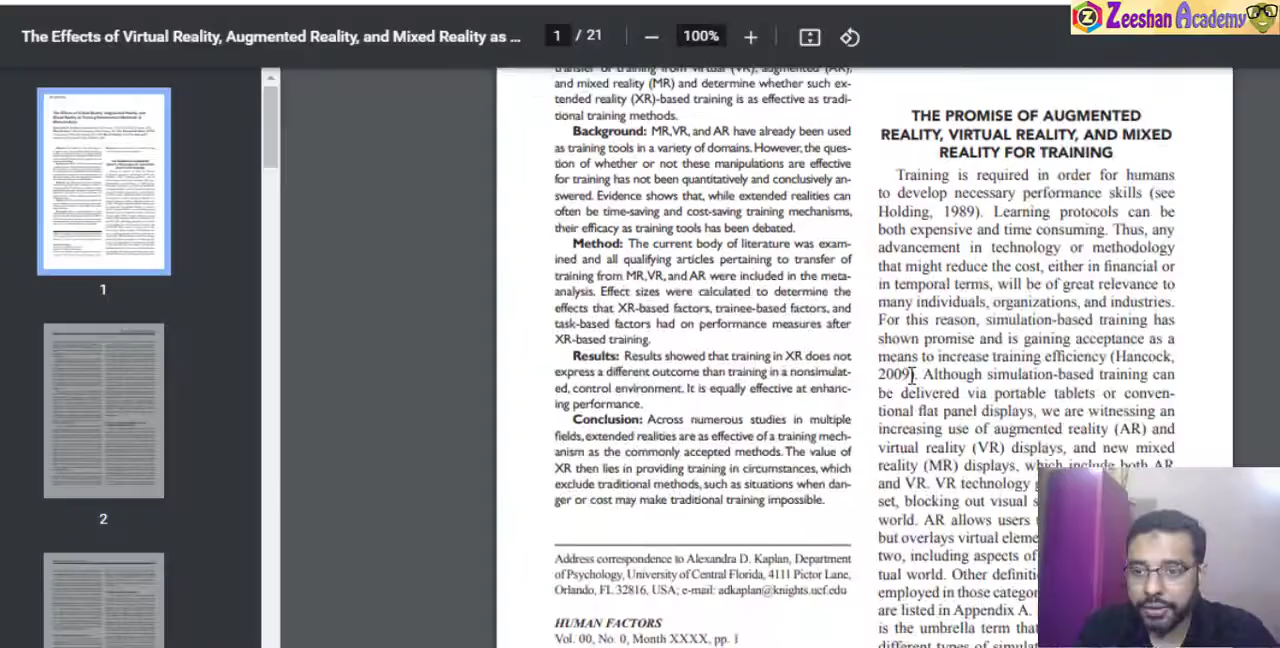 Zeeshan Academy
The Effects of Virtual Reality, Augmented Reality, and Mixed Reality as ...
1 / 21
100%
1
2
transfer of training from virtual (VR), augmented (AR),
and mixed reality (MR) and determine whether such ex-
tended reality (XR)-based training is as effective as tradi-
tional training methods.
Background: MR, VR, and AR have already been used
as training tools in a variety of domains. However, the ques-
tion of whether or not these manipulations are effective
for training has not been quantitatively and conclusively an-
swered. Evidence shows that, while extended realities can
often be time-saving and cost-saving training mechanisms,
their efficacy as training tools has been debated.
Method: The current body of literature was exam-
ined and all qualifying articles pertaining to transfer of
training from MR, VR, and AR were included in the meta-
analysis. Effect sizes were calculated to determine the
effects that XR-based factors, trainee-based factors, and
task-based factors had on performance measures after
XR-based training.
Results: Results showed that training in XR does not
express a different outcome than training in a nonsimulat-
ed, control environment. It is equally effective at enhanc-
ing performance.
Conclusion: Across numerous studies in multiple
fields, extended realities are as effective of a training mech-
anism as the commonly accepted methods. The value of
XR then lies in providing training in circumstances, which
exclude traditional methods, such as situations when dan-
ger or cost may make traditional training impossible.
Address correspondence to Alexandra D. Kaplan, Department
of Psychology, University of Central Florida, 4111 Pictor Lane,
Orlando, FL 32816, USA; e-mail: adkaplan@knights.ucf.edu
HUMAN FACTORS
Vol. 00, No. 0, Month XXXX, pp. 1
THE PROMISE OF AUGMENTED
REALITY, VIRTUAL REALITY, AND MIXED
REALITY FOR TRAINING
Training is required in order for humans
to develop necessary performance skills (see
Holding, 1989). Learning protocols can be
both expensive and time consuming. Thus, any
advancement in technology or methodology
that might reduce the cost, either in financial or
in temporal terms, will be of great relevance to
many individuals, organizations, and industries.
For this reason, simulation-based training has
shown promise and is gaining acceptance as a
means to increase training efficiency (Hancock,
2009). Although simulation-based training can
be delivered via portable tablets or conven-
tional flat panel displays, we are witnessing an
increasing use of augmented reality (AR) and
virtual reality (VR) displays, and new mixed
reality (MR) displays, which include both AR
and VR. VR technology
set, blocking out visual
world. AR allows users
but overlays virtual
two, including aspects of
tual world. Other
employed in those
are listed in Appendix A.
is the umbrella term
different types of